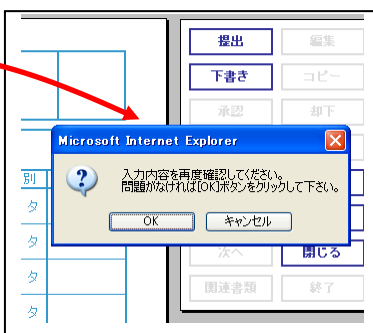 提出 編集
下書き コピー
承認 却下
Microsoft Internet Explorer
入力内容を再度確認してください。
問題がなければ[OK]ボタンをクリックして下さい。
OK キャンセル
別
タ
タ
タ
タ
次へ 閉じる
関連書類 終了